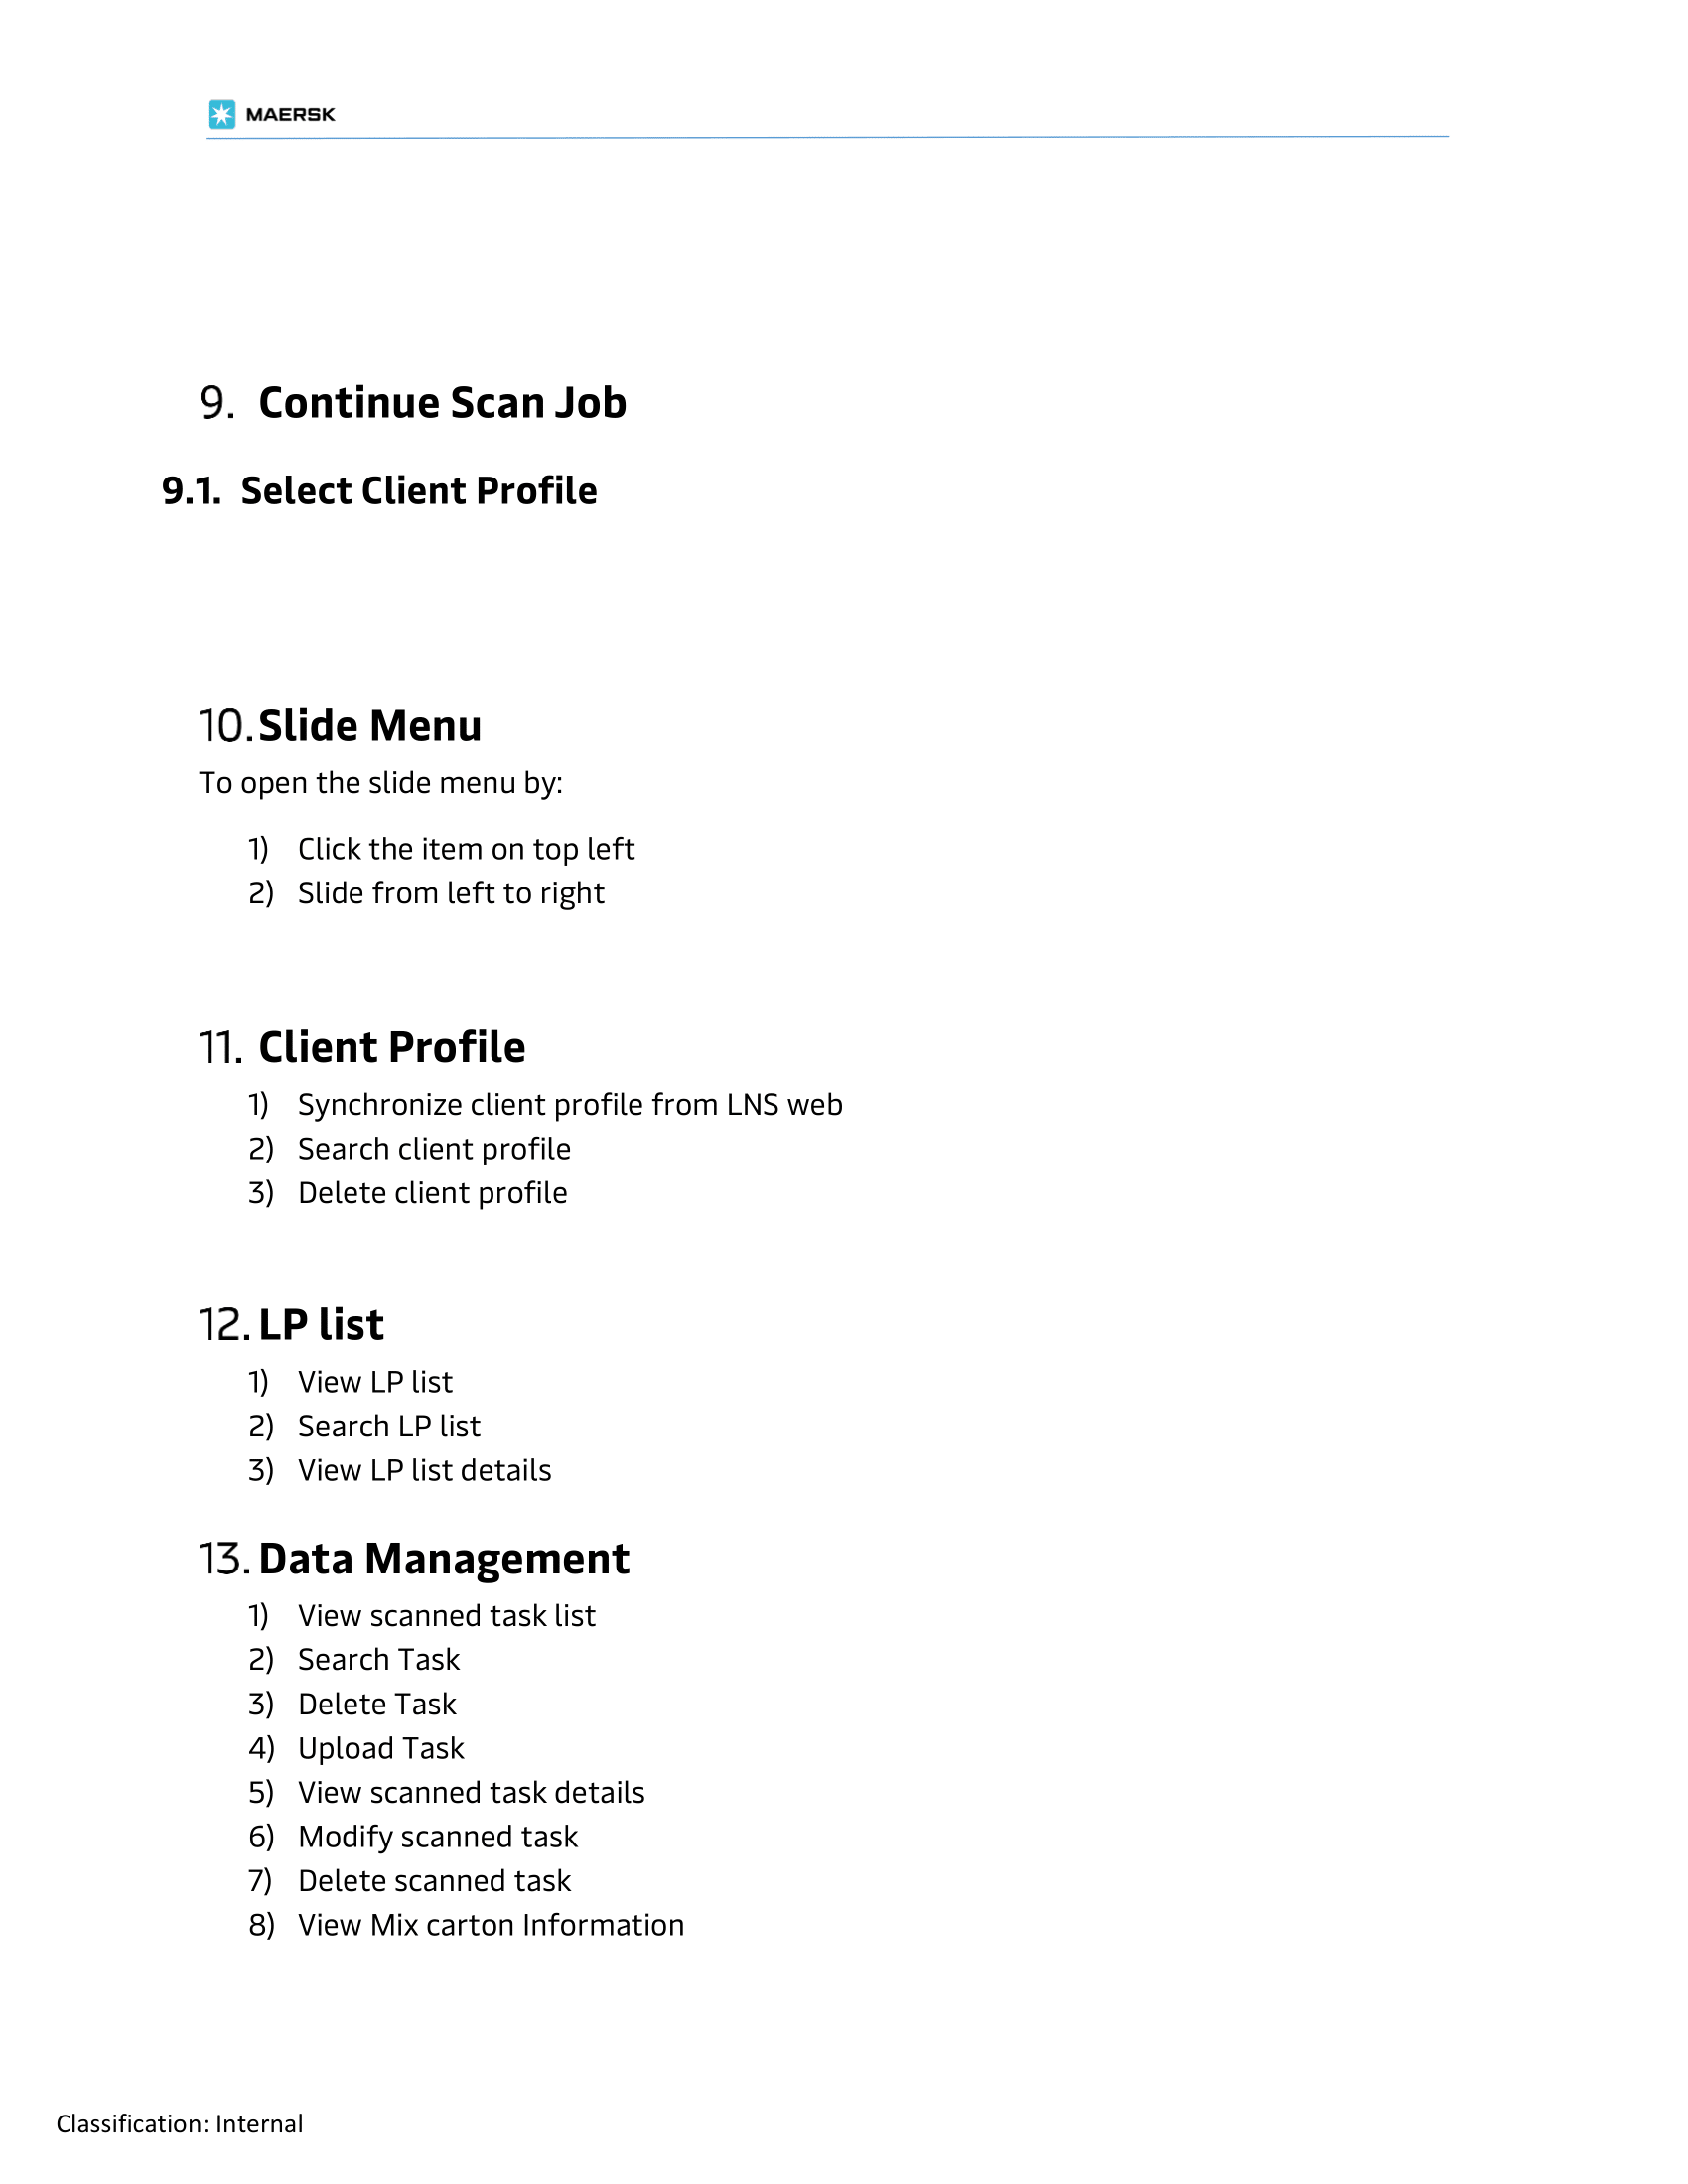 MAERSK
9. Continue Scan Job
9.1. Select Client Profile
10. Slide Menu
To open the slide menu by:
1) Click the item on top left
2) Slide from left to right
11. Client Profile
1) Synchronize client profile from LNS web
2) Search client profile
3) Delete client profile
12. LP list
1) View LP list
2) Search LP list
3) View LP list details
13. Data Management
1) View scanned task list
2) Search Task
3) Delete Task
4) Upload Task
5) View scanned task details
6) Modify scanned task
7) Delete scanned task
8) View Mix carton Information
Classification: Internal